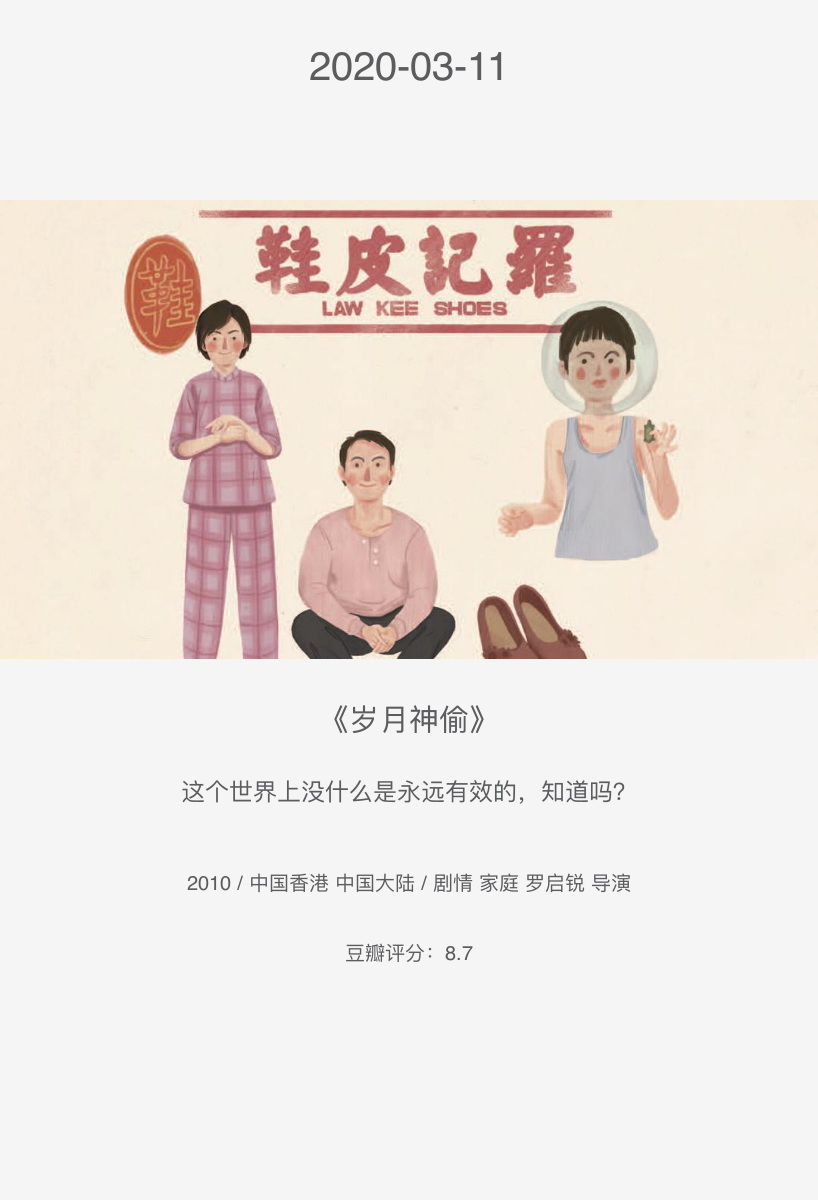 2020-03-11
鞋皮記羅
LAW KEE SHOES
鞋
《岁月神偷》
这个世界上没什么是永远有效的，知道吗？
2010 / 中国香港 中国大陆 / 剧情 家庭 罗启锐 导演
豆瓣评分：8.7